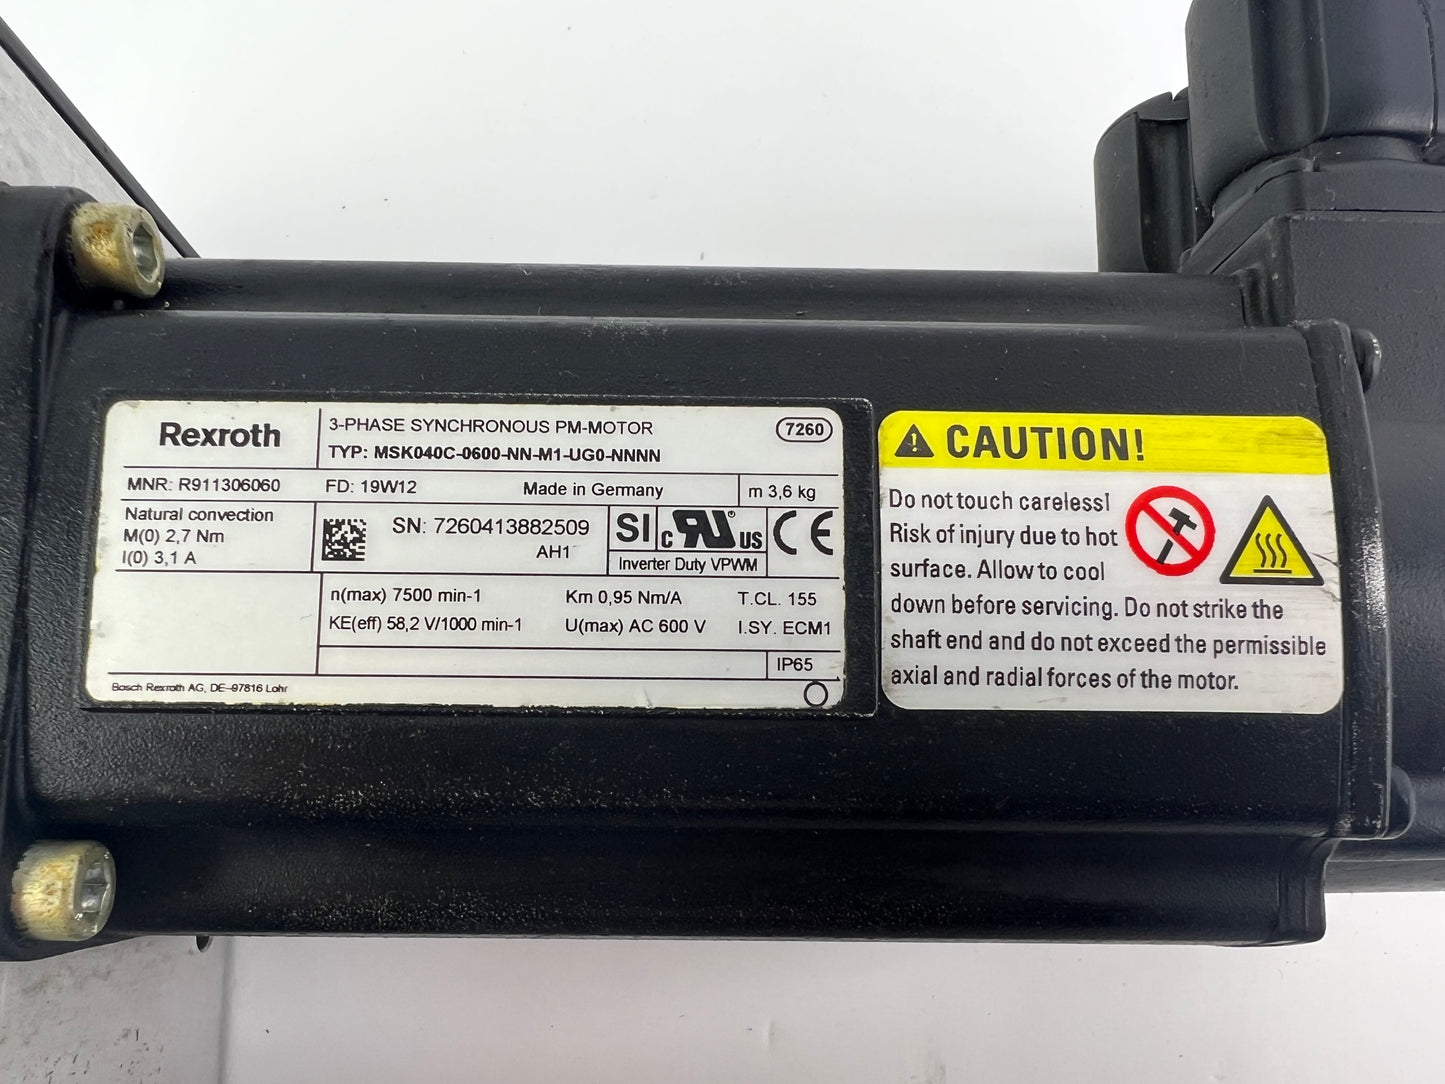 Rexroth
3-PHASE SYNCHRONOUS PM-MOTOR
7260
TYP: MSK040C-0600-NN-M1-UG0-NNNN
MNR: R911306060
FD: 19W12
Made in Germany
m 3,6 kg
Natural convection
M(0) 2,7 Nm
I(0) 3,1 A
SN: 7260413882509
AH1
SI
c RU us
CE
Inverter Duty VPWM
n(max) 7500 min-1
Km 0,95 Nm/A
T.CL. 155
KE(eff) 58,2 V/1000 min-1
U(max) AC 600 V
I.SY. ECM1
IP65
Bosch Rexroth AG, DE-97816 Lohr
CAUTION!
Do not touch careless!
Risk of injury due to hot
surface. Allow to cool
down before servicing. Do not strike the
shaft end and do not exceed the permissible
axial and radial forces of the motor.